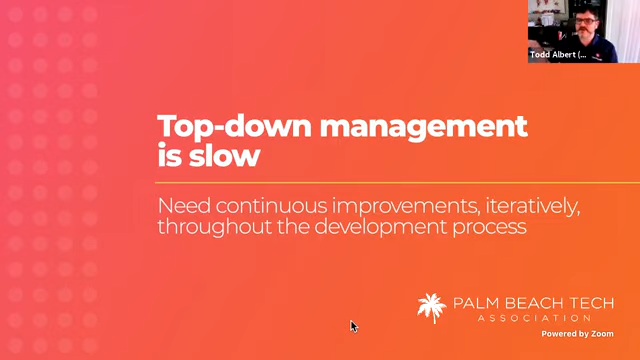 Todd Albert (...
Top-down management
is slow
Need continuous improvements, iteratively,
throughout the development process
PALM BEACH TECH
ASSOCIATION
Powered by Zoom